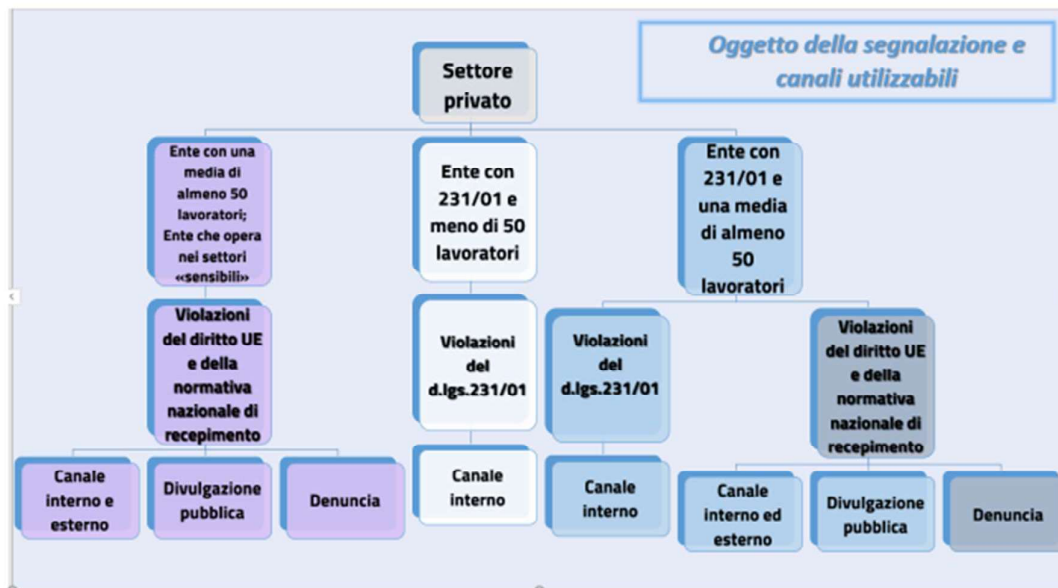 Oggetto della segnalazione e
canali utilizzabili
Settore
privato
Ente con una
media di
almeno 50
lavoratori;
Ente che opera
nei settori
«sensibili»
Ente con
231/01 e
meno di 50
lavoratori
Ente con
231/01 e
una media
di almeno
50
lavoratori
Violazioni
del diritto UE
e della
normativa
nazionale di
recepimento
Violazioni
del
d.lgs.231/01
Violazioni
del
d.lgs.231/01
Violazioni
del diritto UE
e della
normativa
nazionale di
recepimento
Canale
interno e
esterno
Divulgazione
pubblica
Denuncia
Canale
interno
Canale
interno
Canale
interno ed
esterno
Divulgazione
pubblica
Denuncia